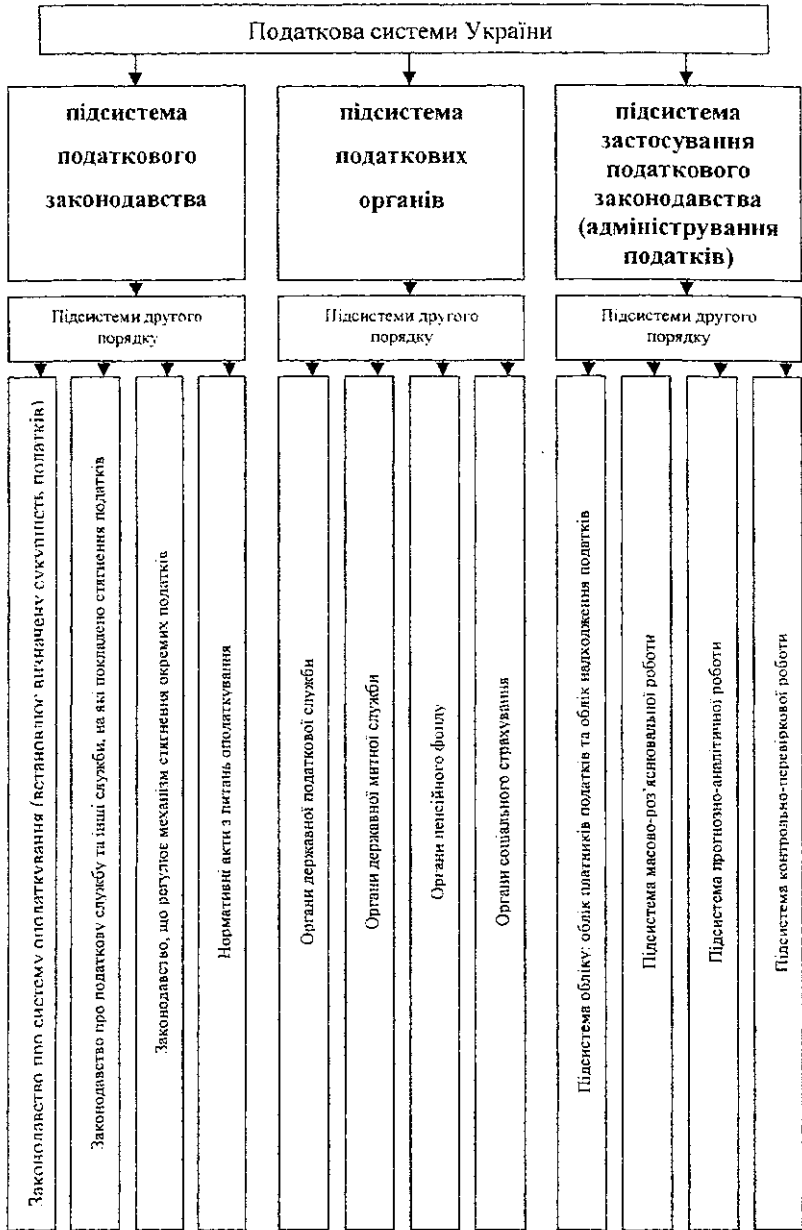 Податкова системи України
підсистема
податкового
законодавства
підсистема
податкових
органів
підсистема
застосування
податкового
законодавства
(адміністрування
податків)
Підсистеми другого
порядку
Підсистеми другого
порядку
Підсистеми другого
порядку
Законодавство про систему оподаткування (встановлює визначену сукупність податків)
Законодавство про податкову службу та інші служби, на які покладено стягнення податків
Законодавство, що регулює механізм стягнення окремих податків
Нормативні акти з питань оподаткування
Органи державної податкової служби
Органи державної митної служби
Органи пенсійного фонду
Органи соціального страхування
Підсистема обліку: облік платників податків та облік надходження податків
Підсистема масово-роз'яснювальної роботи
Підсистема прогнозно-аналітичної роботи
Підсистема контрольно-перевіркової роботи